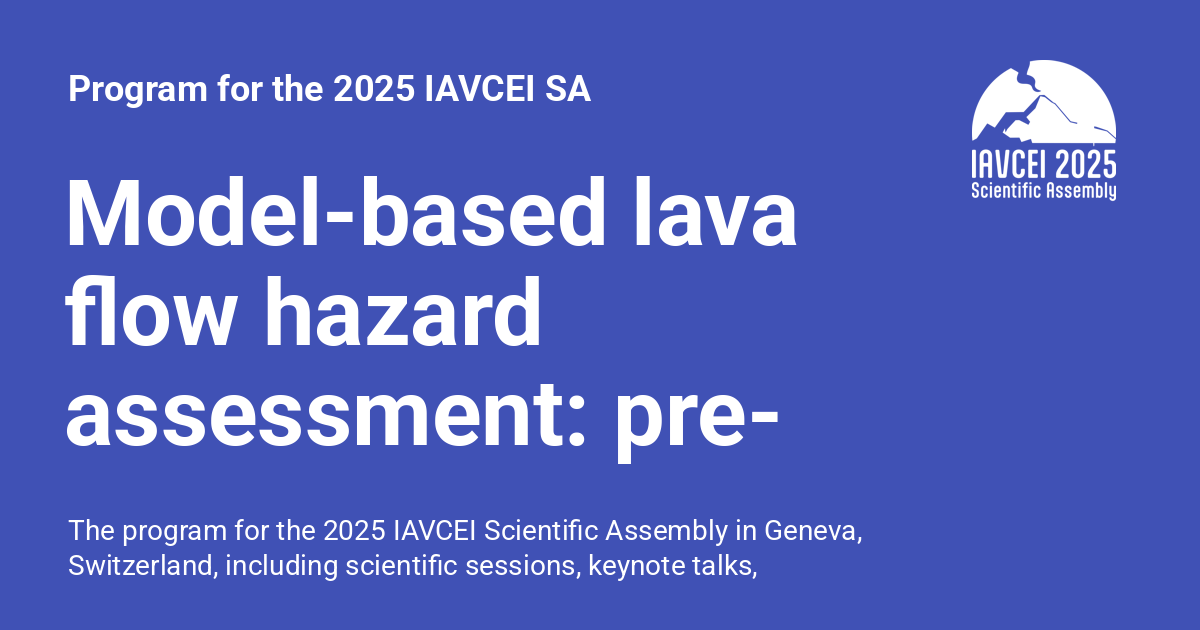 Program for the 2025 IAVCEI SA
IAVCEI 2025
Scientific Assembly
Model-based lava
flow hazard
assessment: pre-
The program for the 2025 IAVCEI Scientific Assembly in Geneva,
Switzerland, including scientific sessions, keynote talks,